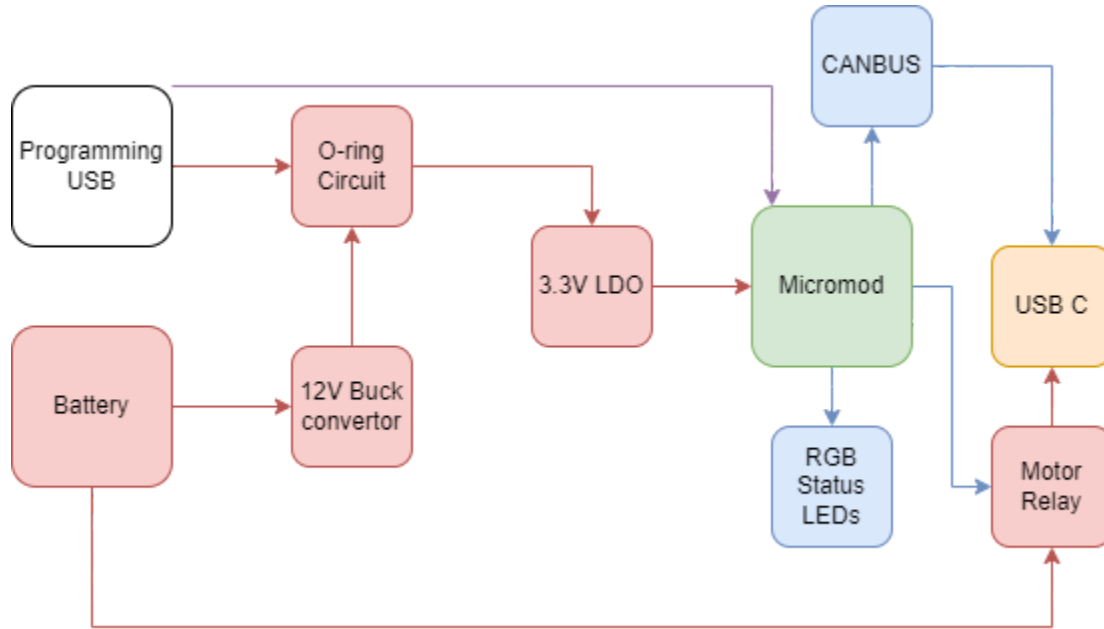 CANBUS
Programming
USB
O-ring
Circuit
3.3V LDO
Micromod
USB C
Battery
12V Buck
convertor
RGB
Status
LEDs
Motor
Relay